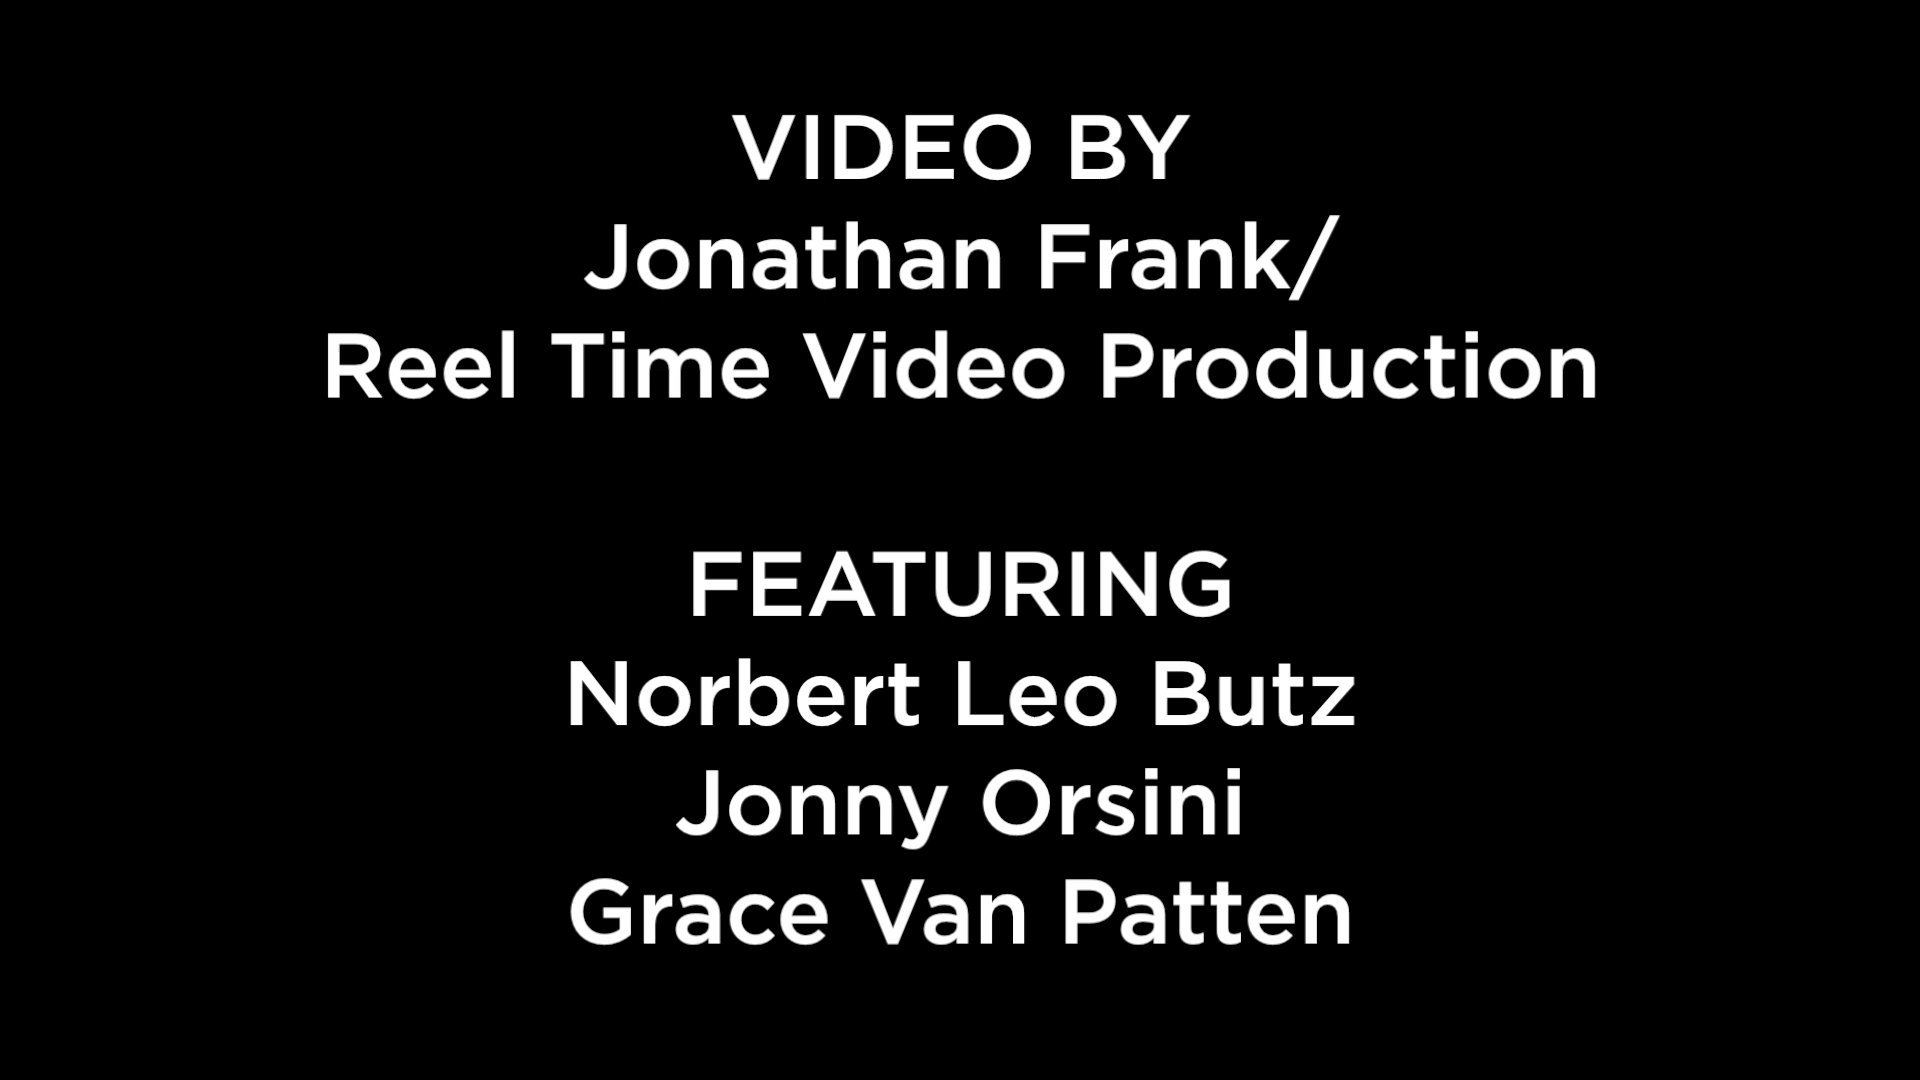 VIDEO BY
Jonathan Frank/
Reel Time Video Production
FEATURING
Norbert Leo Butz
Jonny Orsini
Grace Van Patten